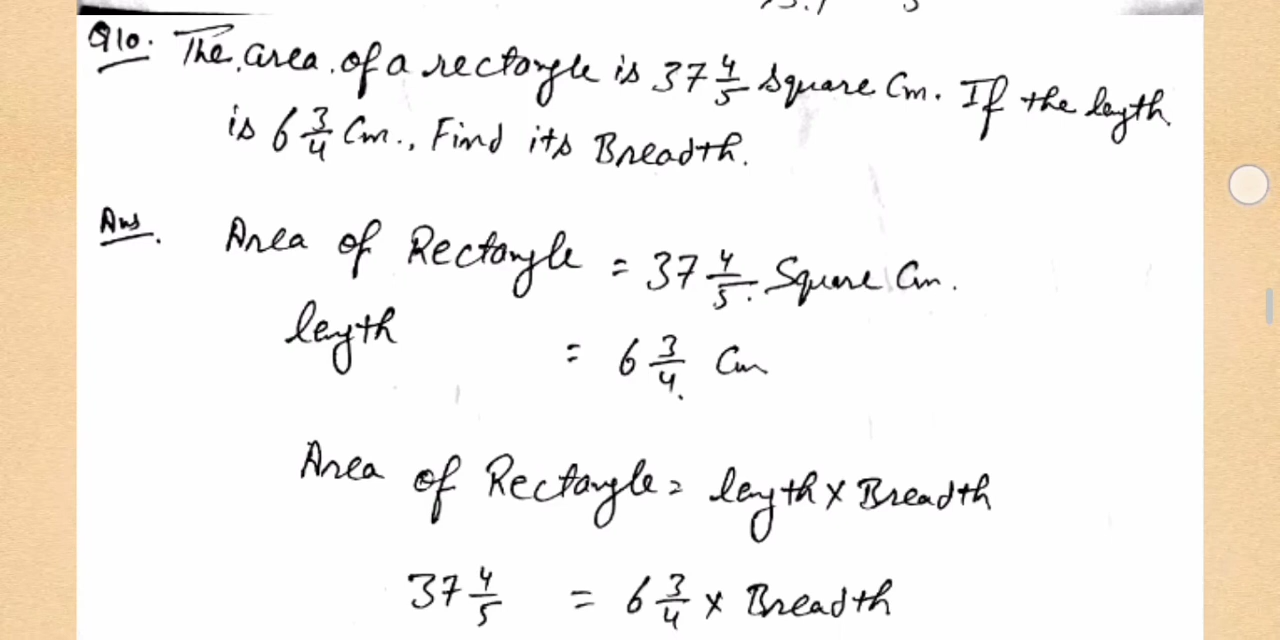 Q10. The area of a rectangle is 37 4/5 square Cm. If the length
is 6 3/4 Cm., Find its Breadth.
Ans. Area of Rectangle = 37 4/5 Square Cm.
length = 6 3/4 Cm
Area of Rectangle = length × Breadth
37 4/5 = 6 3/4 × Breadth